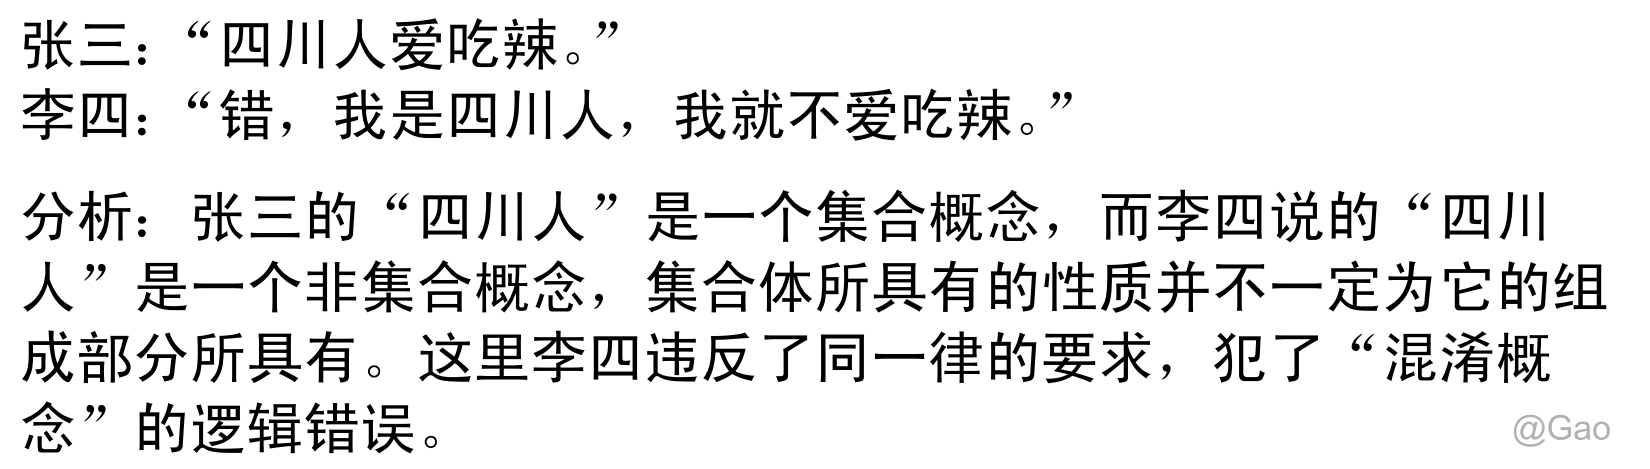 张三：“四川人爱吃辣。”
李四：“错，我是四川人，我就不爱吃辣。”
分析：张三的“四川人”是一个集合概念，而李四说的“四川
人”是一个非集合概念，集合体所具有的性质并不一定为它的组
成部分所具有。这里李四违反了同一律的要求，犯了“混淆概
念”的逻辑错误。
@Gao